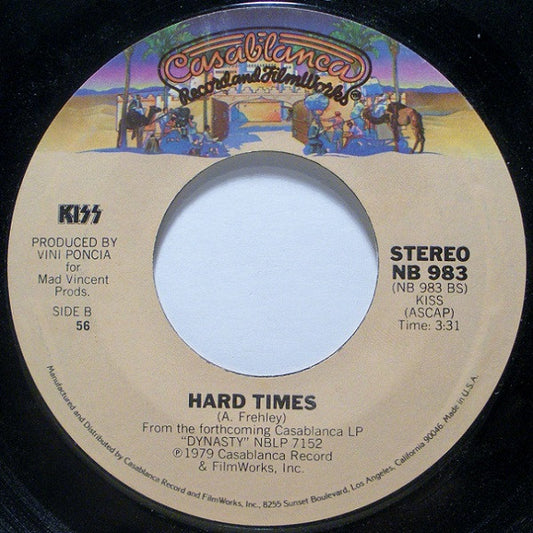 Casablanca
Record and FilmWorks
®
KISS
PRODUCED BY
VINI PONCIA
for
Mad Vincent
Prods.
SIDE B
56
STEREO
NB 983
(NB 983 BS)
KISS
(ASCAP)
Time: 3:31
HARD TIMES
(A. Frehley)
From the forthcoming Casablanca LP
"DYNASTY" NBLP 7152
℗1979 Casablanca Record
& FilmWorks, Inc.
Manufactured and Distributed by Casablanca Record and FilmWorks, Inc., 8255 Sunset Boulevard, Los Angeles, California 90046. Made in U.S.A.